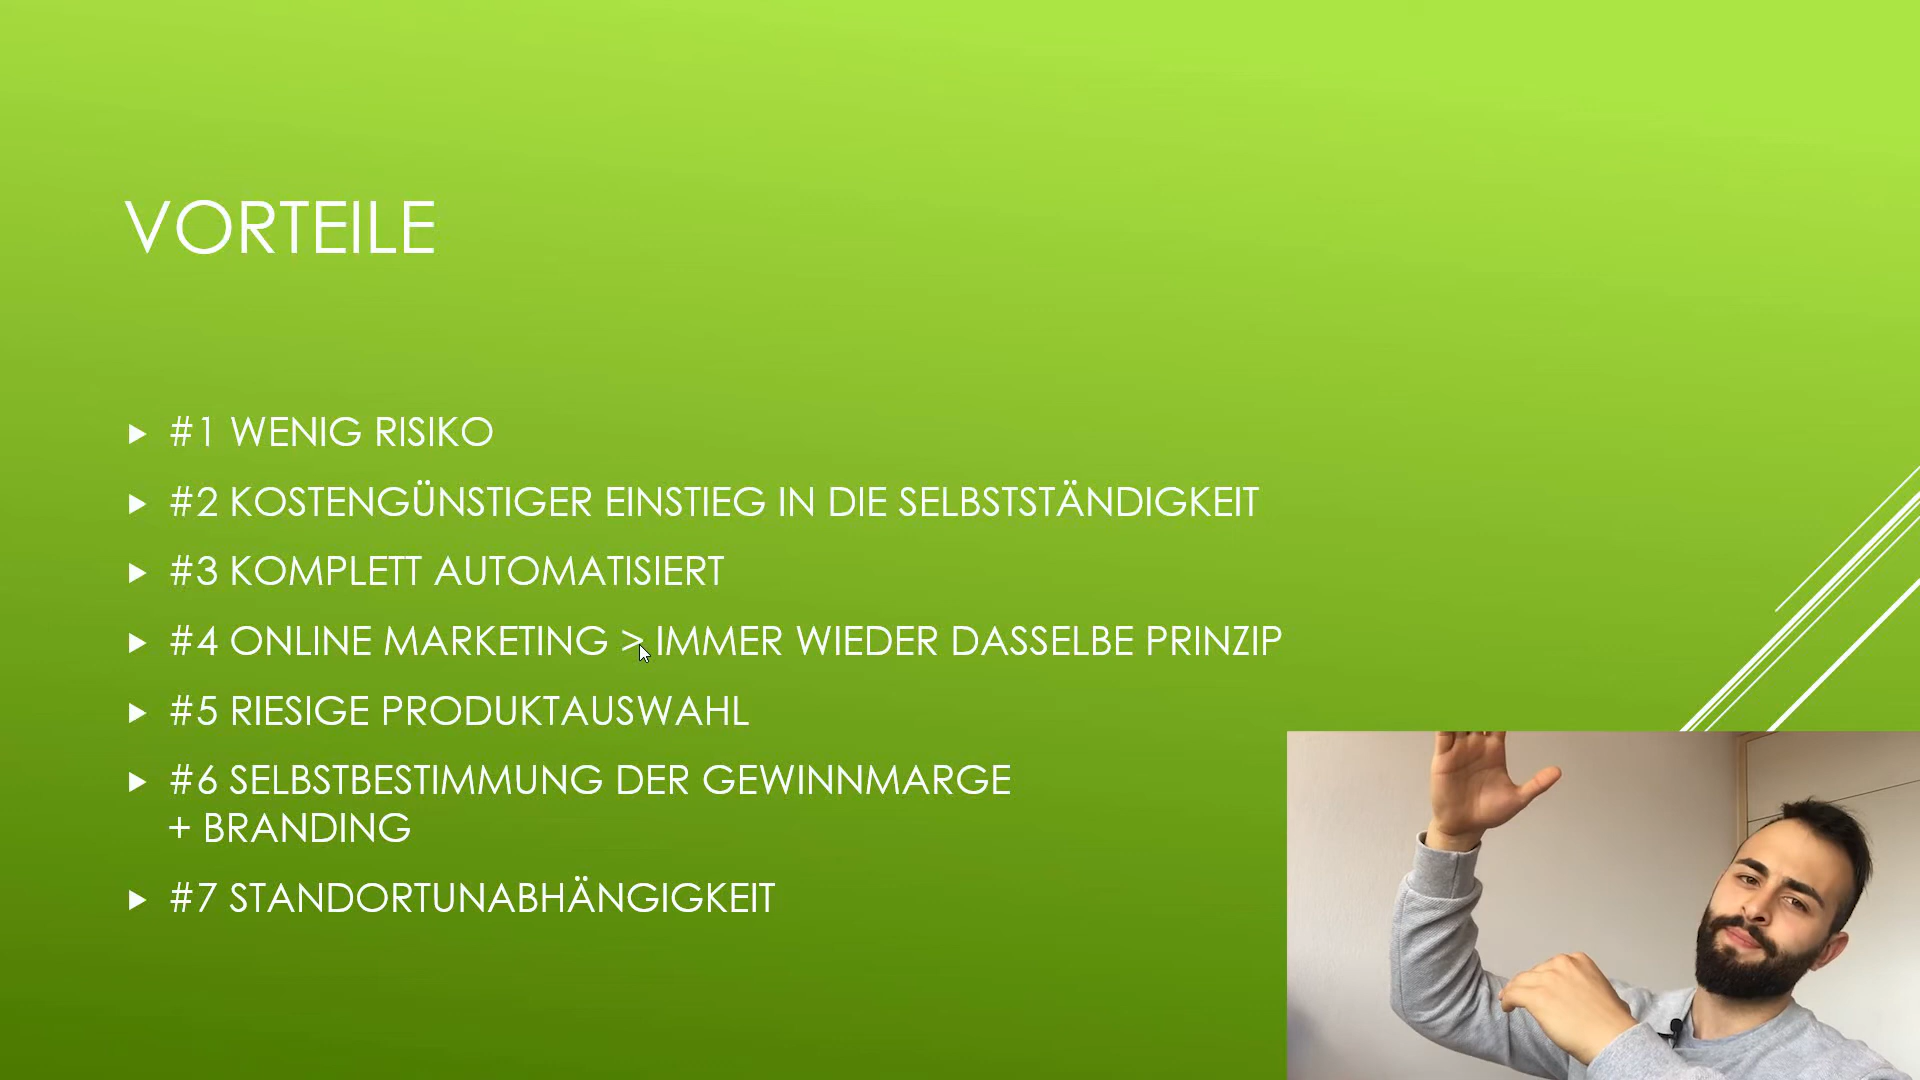 VORTEILE
#1 WENIG RISIKO
#2 KOSTENGÜNSTIGER EINSTIEG IN DIE SELBSTSTÄNDIGKEIT
#3 KOMPLETT AUTOMATISIERT
#4 ONLINE MARKETING > IMMER WIEDER DASSELBE PRINZIP
#5 RIESIGE PRODUKTAUSWAHL
#6 SELBSTBESTIMMUNG DER GEWINNMARGE
+ BRANDING
#7 STANDORTUNABHÄNGIGKEIT